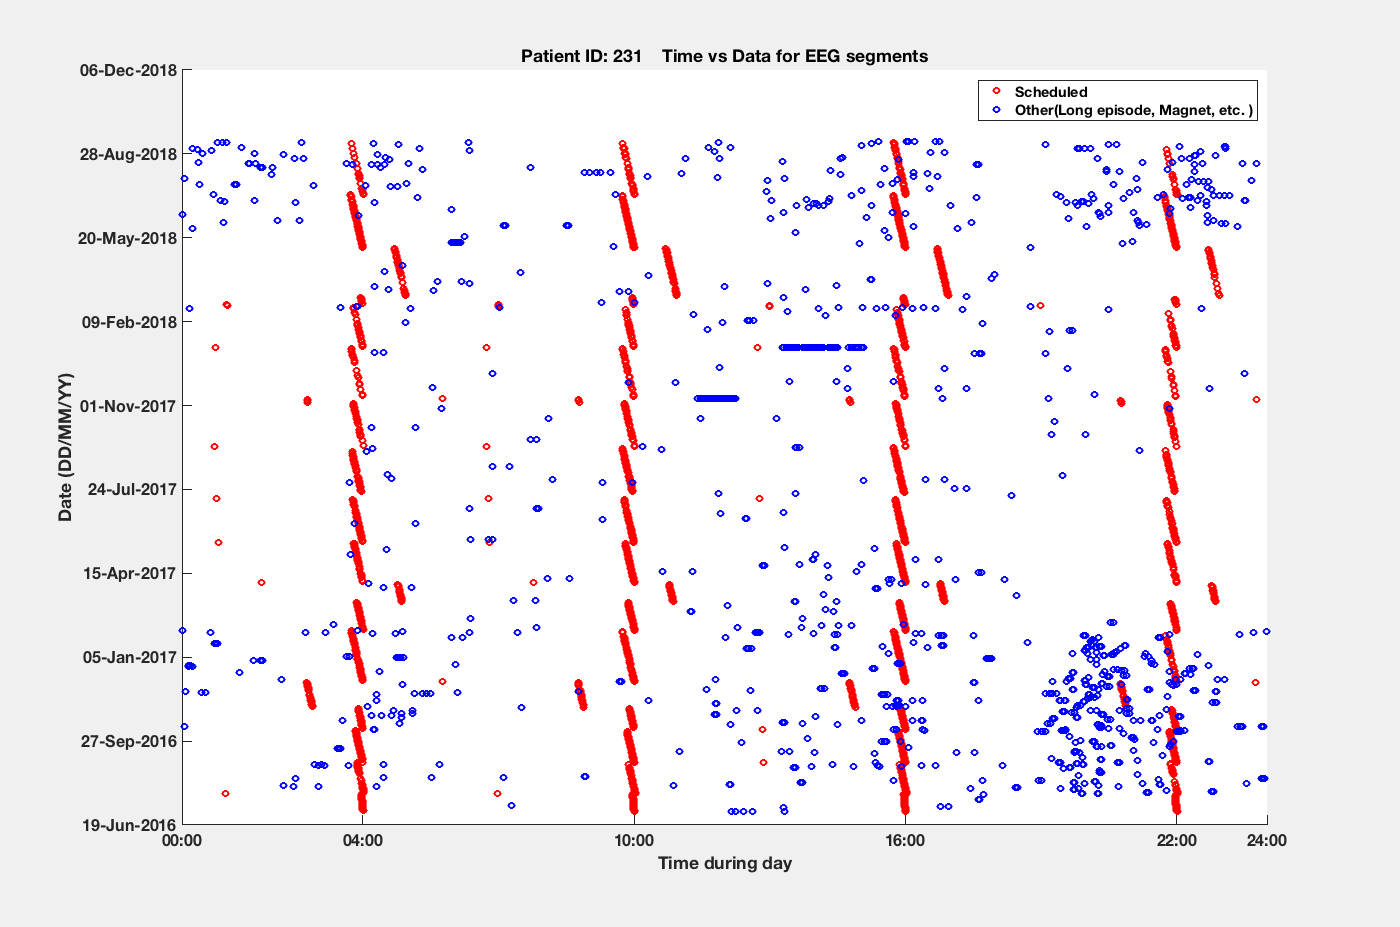 Patient ID: 231    Time vs Data for EEG segments
06-Dec-2018
Scheduled
Other(Long episode, Magnet, etc. )
28-Aug-2018
20-May-2018
09-Feb-2018
01-Nov-2017
24-Jul-2017
15-Apr-2017
05-Jan-2017
27-Sep-2016
19-Jun-2016
Date (DD/MM/YY)
00:00 04:00 10:00 16:00 22:00 24:00
Time during day